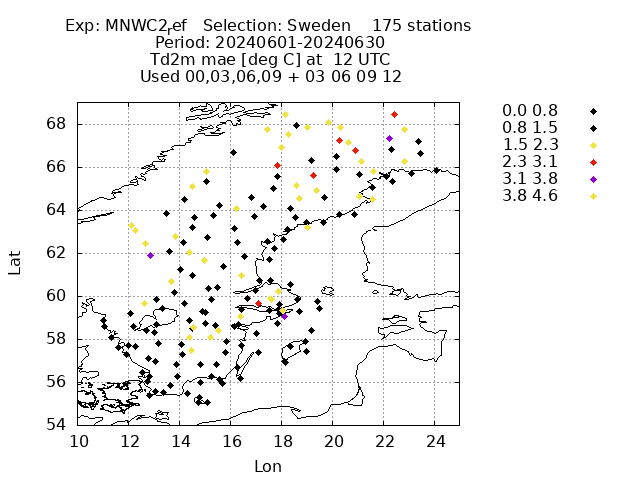 Exp: MNWC2ref   Selection: Sweden    175 stations
Period: 20240601-20240630
Td2m mae [deg C] at  12 UTC
Used 00,03,06,09 + 03 06 09 12
0.0 0.8
0.8 1.5
1.5 2.3
2.3 3.1
3.1 3.8
3.8 4.6
68
66
64
62
60
58
56
54
Lat
10 12 14 16 18 20 22 24
Lon